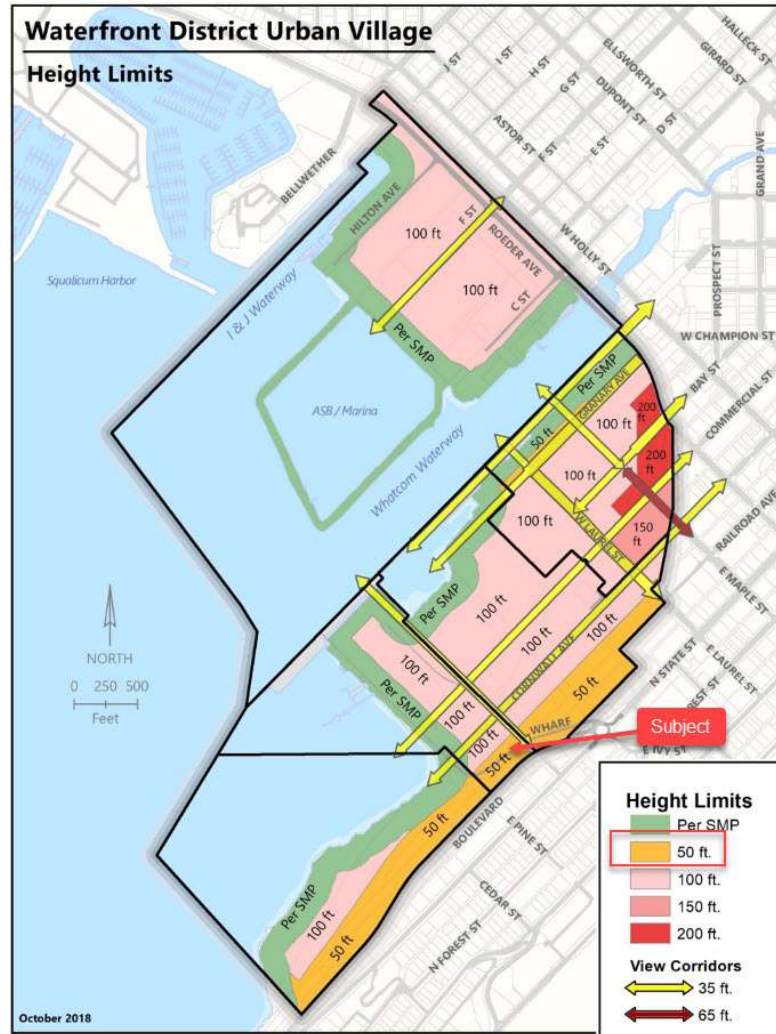 Waterfront District Urban Village
Height Limits
HALLECK ST
GIRARD ST
ELLSWORTH ST
DUPONT ST
D ST
J ST
I ST
H ST
G ST
ASTOR ST
F ST
E ST
GRAND AVE
BELLWETHER
HILTON AVE
F ST
ROEDER AVE
W HOLLY ST
PROSPECT ST
100 ft
100 ft
C ST
Squalicum Harbor
I & J Waterway
Per SMP
W CHAMPION ST
BAY ST
COMMERCIAL ST
ASB / Marina
Per SMP
GRANARY AVE
50 ft
200 ft
100 ft
200 ft
Whatcom Waterway
100 ft
RAILROAD AVE
100 ft
W LAUREL ST
150 ft
E MAPLE ST
NORTH
0 250 500
Feet
Per SMP
100 ft
100 ft
100 ft
CORNWALL AVE
100 ft
E LAUREL ST
N STATE ST
Per SMP
100 ft
50 ft
WHARF
Subject
100 ft
50 ft
E IVY ST
BOULEVARD
50 ft
E PINE ST
Per SMP
100 ft
50 ft
CEDAR ST
N FOREST ST
Height Limits
Per SMP
50 ft.
100 ft.
150 ft.
200 ft.
View Corridors
35 ft.
65 ft.
October 2018